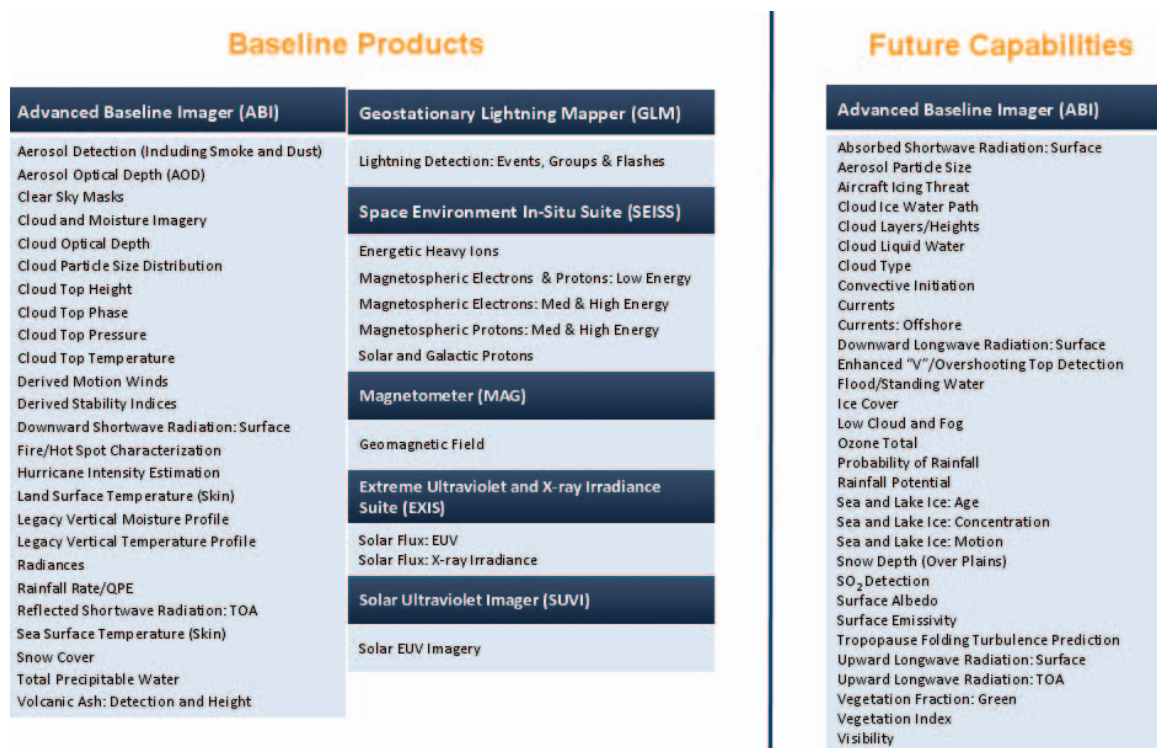 Baseline Products
Advanced Baseline Imager (ABI)
Aerosol Detection (Including Smoke and Dust)
Aerosol Optical Depth (AOD)
Clear Sky Masks
Cloud and Moisture Imagery
Cloud Optical Depth
Cloud Particle Size Distribution
Cloud Top Height
Cloud Top Phase
Cloud Top Pressure
Cloud Top Temperature
Derived Motion Winds
Derived Stability Indices
Downward Shortwave Radiation: Surface
Fire/Hot Spot Characterization
Hurricane Intensity Estimation
Land Surface Temperature (Skin)
Legacy Vertical Moisture Profile
Legacy Vertical Temperature Profile
Radiances
Rainfall Rate/QPE
Reflected Shortwave Radiation: TOA
Sea Surface Temperature (Skin)
Snow Cover
Total Precipitable Water
Volcanic Ash: Detection and Height
Geostationary Lightning Mapper (GLM)
Lightning Detection: Events, Groups & Flashes
Space Environment In-Situ Suite (SEISS)
Energetic Heavy Ions
Magnetospheric Electrons & Protons: Low Energy
Magnetospheric Electrons: Med & High Energy
Magnetospheric Protons: Med & High Energy
Solar and Galactic Protons
Magnetometer (MAG)
Geomagnetic Field
Extreme Ultraviolet and X-ray Irradiance
Suite (EXIS)
Solar Flux: EUV
Solar Flux: X-ray Irradiance
Solar Ultraviolet Imager (SUVI)
Solar EUV Imagery
Future Capabilities
Advanced Baseline Imager (ABI)
Absorbed Shortwave Radiation: Surface
Aerosol Particle Size
Aircraft Icing Threat
Cloud Ice Water Path
Cloud Layers/Heights
Cloud Liquid Water
Cloud Type
Convective Initiation
Currents
Currents: Offshore
Downward Longwave Radiation: Surface
Enhanced “V”/Overshooting Top Detection
Flood/Standing Water
Ice Cover
Low Cloud and Fog
Ozone Total
Probability of Rainfall
Rainfall Potential
Sea and Lake Ice: Age
Sea and Lake Ice: Concentration
Sea and Lake Ice: Motion
Snow Depth (Over Plains)
SO₂ Detection
Surface Albedo
Surface Emissivity
Tropopause Folding Turbulence Prediction
Upward Longwave Radiation: Surface
Upward Longwave Radiation: TOA
Vegetation Fraction: Green
Vegetation Index
Visibility